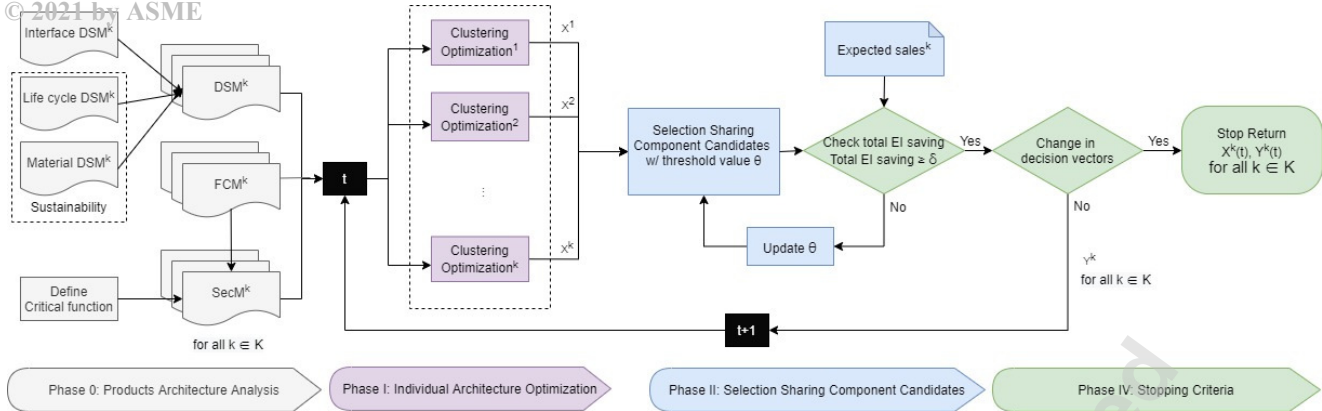 © 2021 by ASME
Interface DSM^k
Life cycle DSM^k
Material DSM^k
Sustainability
Define
Critical function
DSM^k
FCM^k
SecM^k
for all k ∈ K
t
Clustering
Optimization^1
Clustering
Optimization^2
⋮
Clustering
Optimization^k
X^1
X^2
X^k
Selection Sharing
Component Candidates
w/ threshold value θ
Expected sales^k
Check total EI saving
Total EI saving ≥ δ
Yes
No
Update θ
Change in
decision vectors
Yes
No
Stop Return
X^k(t), Y^k(t)
for all k ∈ K
Y^k
for all k ∈ K
t+1
Phase 0: Products Architecture Analysis
Phase I: Individual Architecture Optimization
Phase II: Selection Sharing Component Candidates
Phase IV: Stopping Criteria